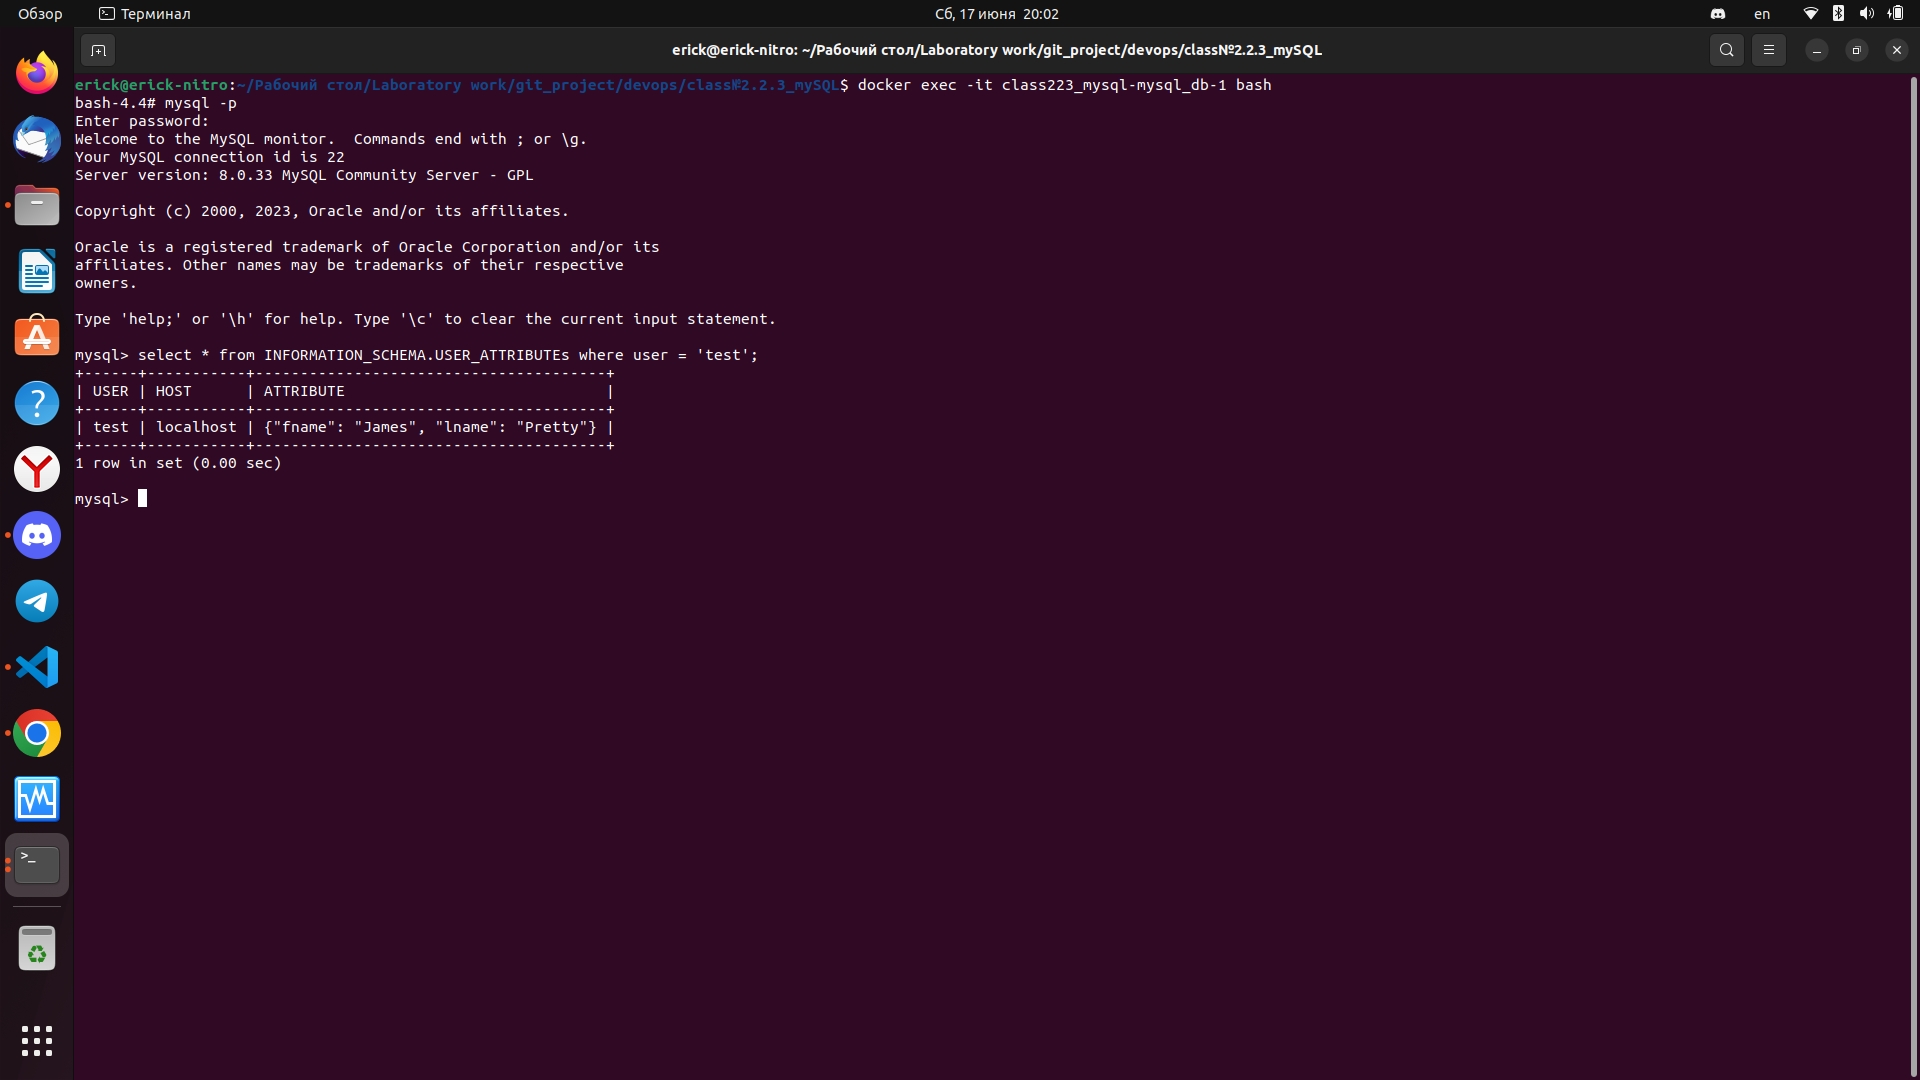 Обзор
Терминал
Сб, 17 июня 20:02
en
erick@erick-nitro: ~/Рабочий стол/Laboratory work/git_project/devops/class№2.2.3_mySQL
erick@erick-nitro:~/Рабочий стол/Laboratory work/git_project/devops/class№2.2.3_mySQL$ docker exec -it class223_mysql-mysql_db-1 bash
bash-4.4# mysql -p
Enter password:
Welcome to the MySQL monitor.  Commands end with ; or \g.
Your MySQL connection id is 22
Server version: 8.0.33 MySQL Community Server - GPL
Copyright (c) 2000, 2023, Oracle and/or its affiliates.
Oracle is a registered trademark of Oracle Corporation and/or its
affiliates. Other names may be trademarks of their respective
owners.
Type 'help;' or '\h' for help. Type '\c' to clear the current input statement.
mysql> select * from INFORMATION_SCHEMA.USER_ATTRIBUTEs where user = 'test';
+------+-----------+---------------------------------------+
| USER | HOST      | ATTRIBUTE                             |
+------+-----------+---------------------------------------+
| test | localhost | {"fname": "James", "lname": "Pretty"} |
+------+-----------+---------------------------------------+
1 row in set (0.00 sec)
mysql>